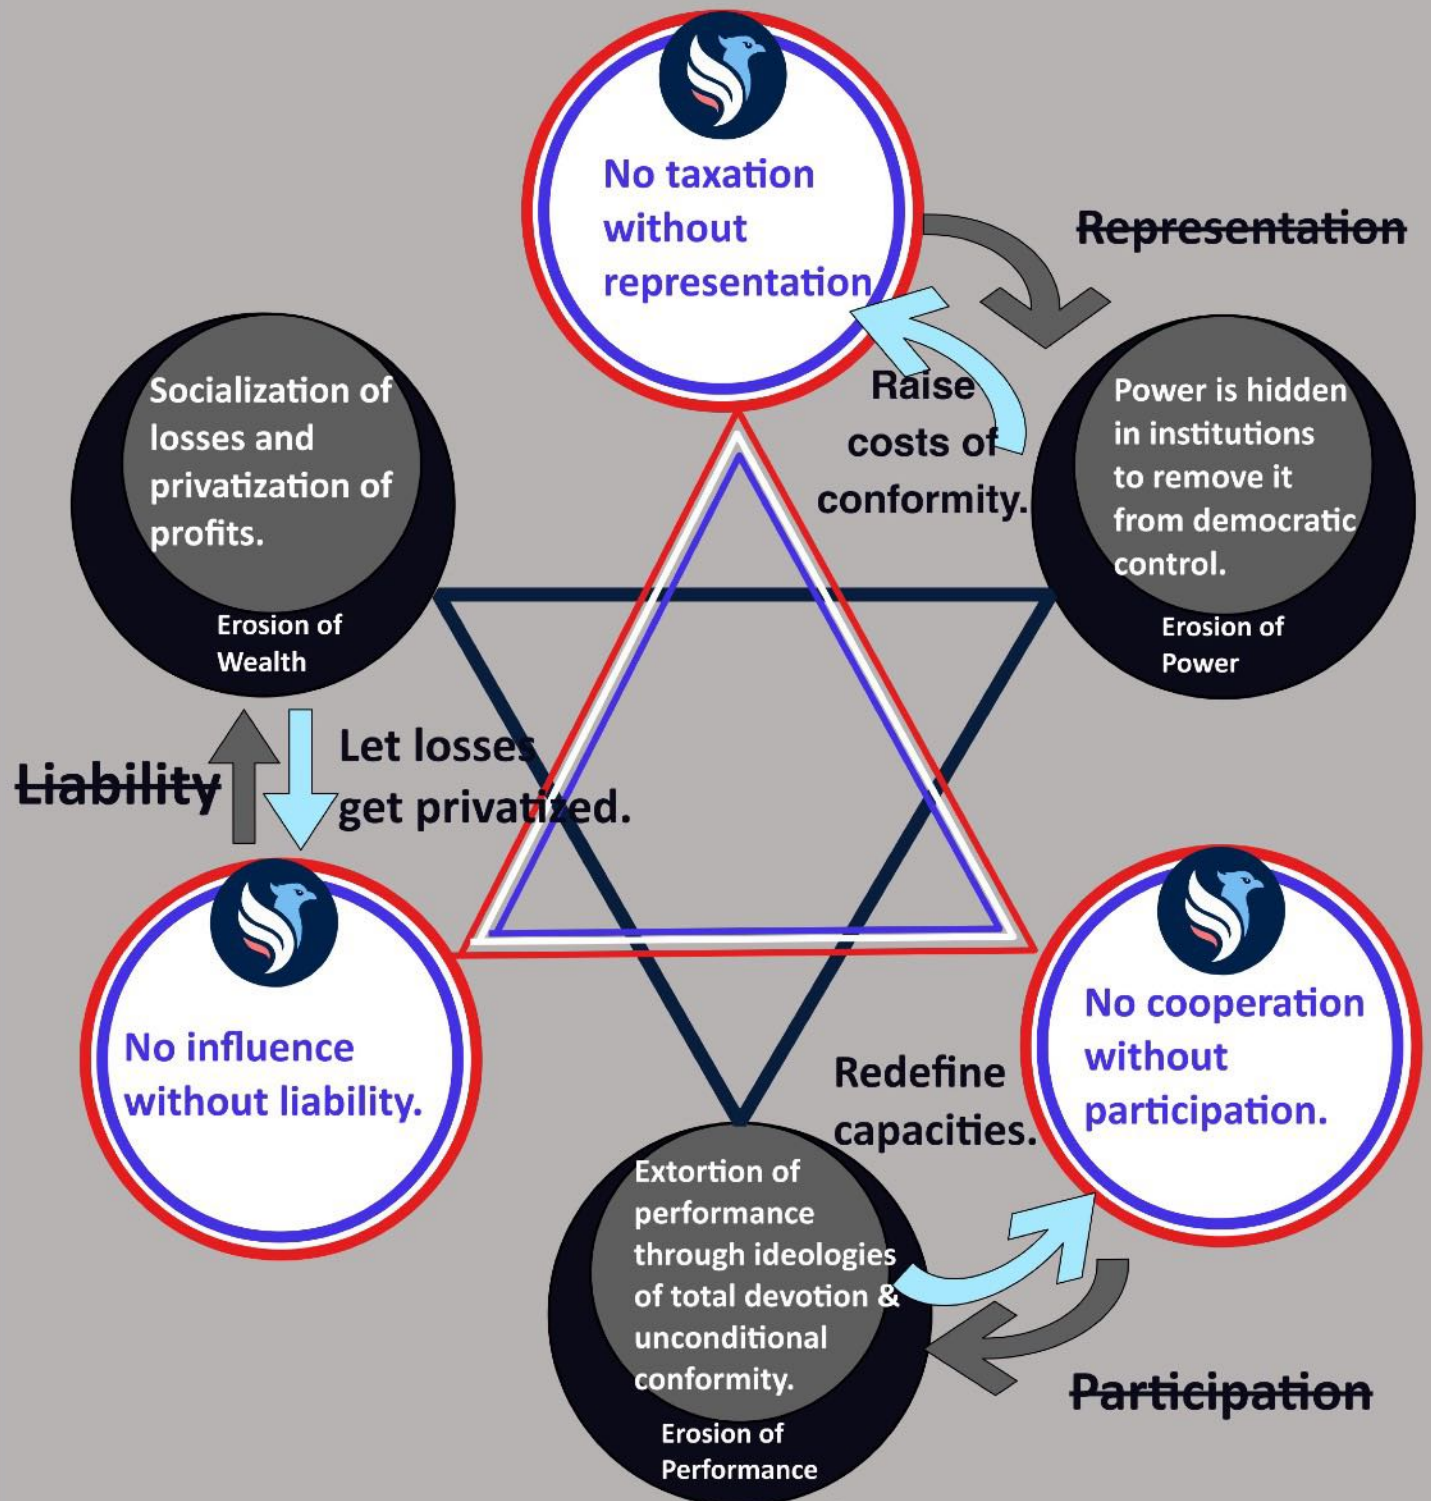 No taxation
without
representation
Representation
Raise
costs of
conformity.
Power is hidden
in institutions
to remove it
from democratic
control.
Erosion of
Power
Socialization of
losses and
privatization of
profits.
Erosion of
Wealth
Liability
Let losses
get privatized.
No influence
without liability.
No cooperation
without
participation.
Redefine
capacities.
Extortion of
performance
through ideologies
of total devotion &
unconditional
conformity.
Erosion of
Performance
Participation